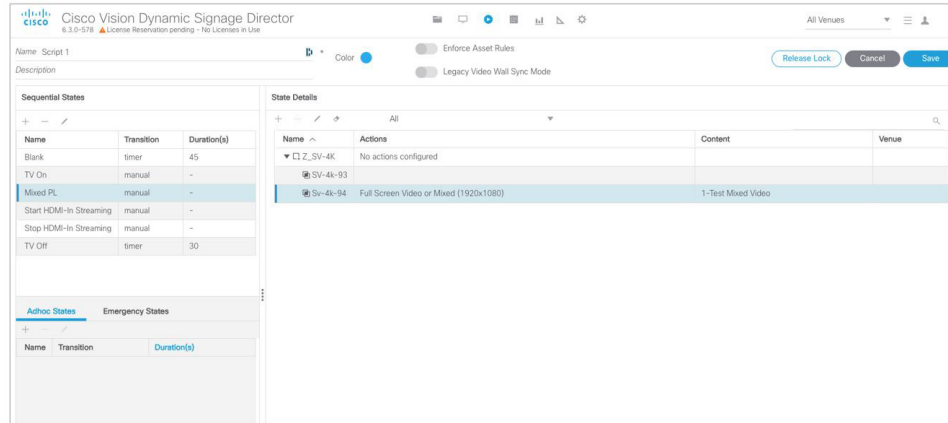 CISCO
Cisco Vision Dynamic Signage Director
6.3.0-578 License Reservation pending - No Licenses in Use
All Venues
Name Script 1 *
Description
Color
Enforce Asset Rules
Legacy Video Wall Sync Mode
Release Lock Cancel Save
Sequential States
Name Transition Duration(s)
Blank timer 45
TV On manual -
Mixed PL manual -
Start HDMI-In Streaming manual -
Stop HDMI-In Streaming manual -
TV Off timer 30
Adhoc States Emergency States
Name Transition Duration(s)
State Details
All
Name Actions Content Venue
Z_SV-4K No actions configured
SV-4k-93
Sv-4k-94 Full Screen Video or Mixed (1920x1080) 1-Test Mixed Video